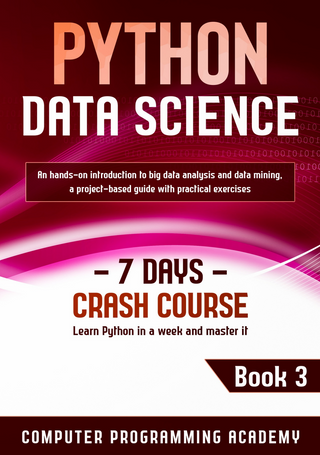 PYTHON
DATA SCIENCE
An hands-on introduction to big data analysis and data mining,
a project-based guide with practical exercises
– 7 DAYS –
CRASH COURSE
Learn Python in a week and master it
Book 3
COMPUTER PROGRAMMING ACADEMY